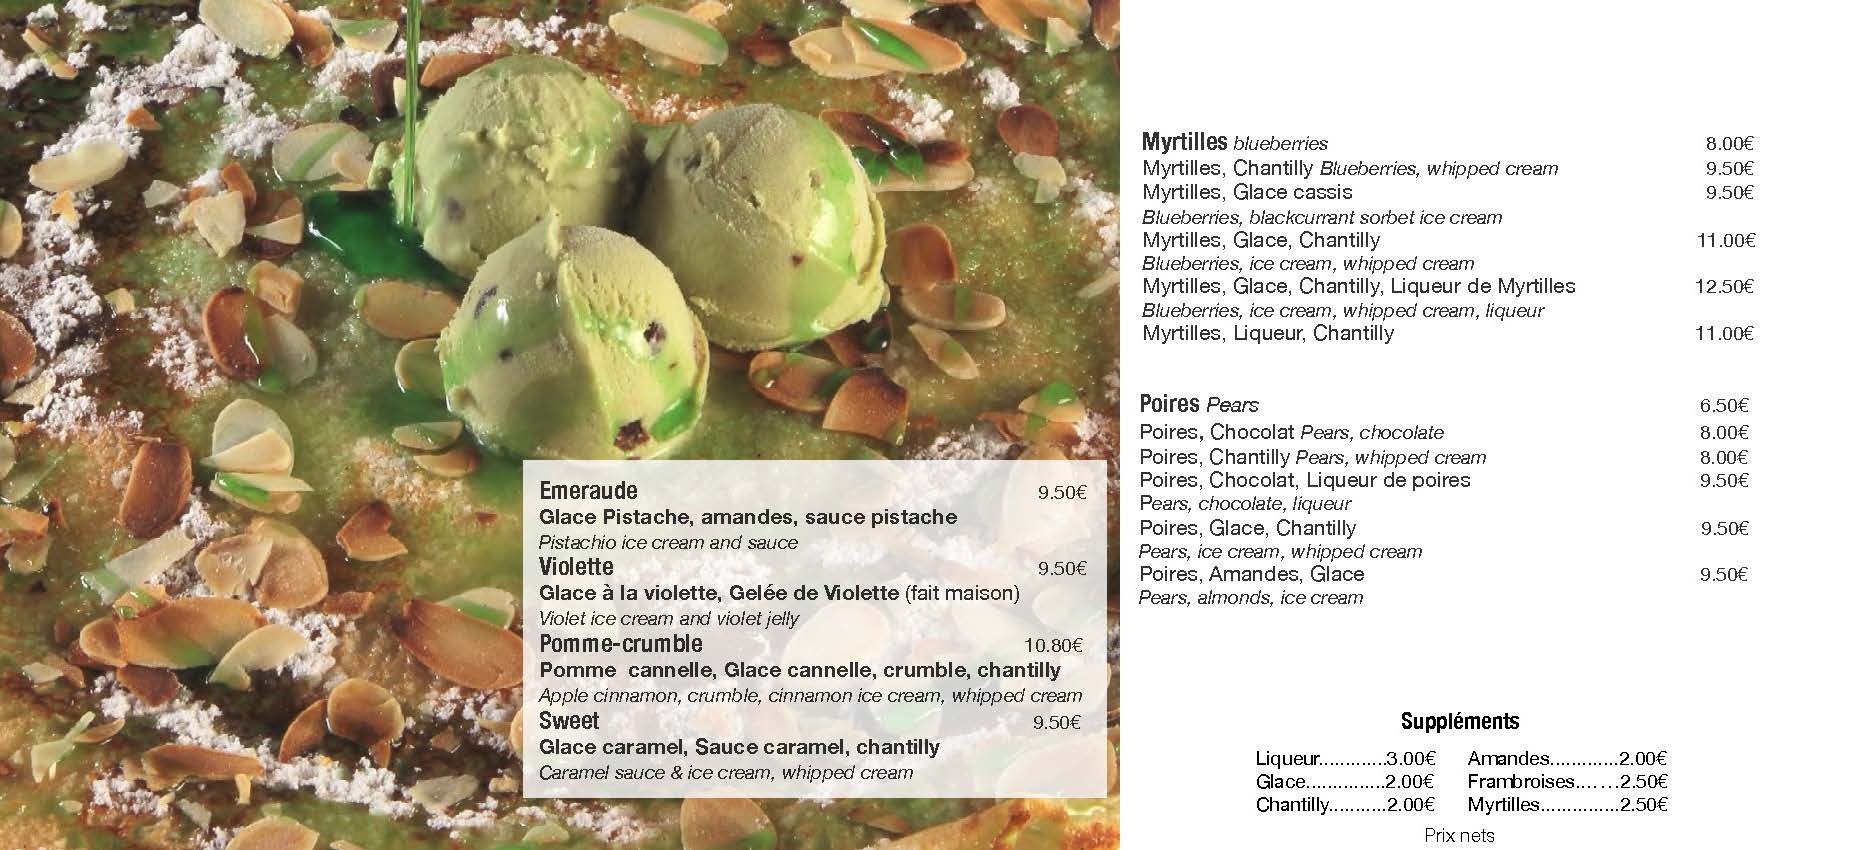 Emeraude 9.50€
Glace Pistache, amandes, sauce pistache
Pistachio ice cream and sauce
Violette 9.50€
Glace à la violette, Gelée de Violette (fait maison)
Violet ice cream and violet jelly
Pomme-crumble 10.80€
Pomme cannelle, Glace cannelle, crumble, chantilly
Apple cinnamon, crumble, cinnamon ice cream, whipped cream
Sweet 9.50€
Glace caramel, Sauce caramel, chantilly
Caramel sauce & ice cream, whipped cream
Myrtilles blueberries 8.00€
Myrtilles, Chantilly Blueberries, whipped cream 9.50€
Myrtilles, Glace cassis 9.50€
Blueberries, blackcurrant sorbet ice cream
Myrtilles, Glace, Chantilly 11.00€
Blueberries, ice cream, whipped cream
Myrtilles, Glace, Chantilly, Liqueur de Myrtilles 12.50€
Blueberries, ice cream, whipped cream, liqueur
Myrtilles, Liqueur, Chantilly 11.00€
Poires Pears 6.50€
Poires, Chocolat Pears, chocolate 8.00€
Poires, Chantilly Pears, whipped cream 8.00€
Poires, Chocolat, Liqueur de poires 9.50€
Pears, chocolate, liqueur
Poires, Glace, Chantilly 9.50€
Pears, ice cream, whipped cream
Poires, Amandes, Glace 9.50€
Pears, almonds, ice cream
Suppléments
Liqueur.............3.00€ Amandes.............2.00€
Glace...............2.00€ Frambroises.......2.50€
Chantilly...........2.00€ Myrtilles...............2.50€
Prix nets